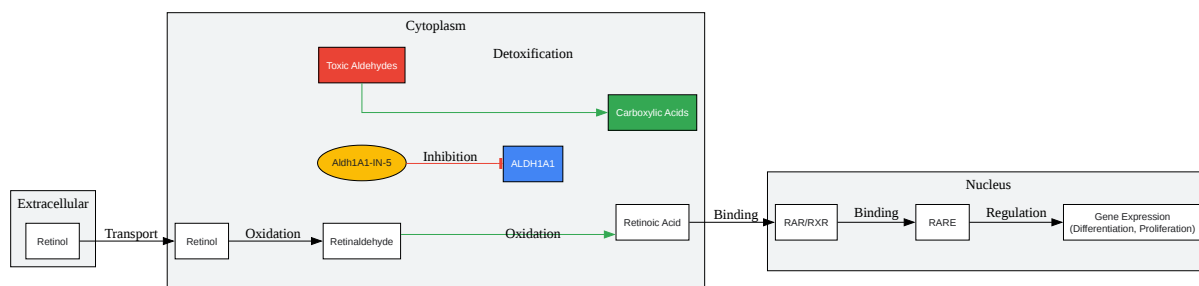 Cytoplasm
Detoxification
Toxic Aldehydes
Carboxylic Acids
Aldh1A1-IN-5
Inhibition
ALDH1A1
Extracellular
Retinol
Transport
Retinol
Oxidation
Retinaldehyde
Oxidation
Retinoic Acid
Binding
Nucleus
RAR/RXR
Binding
RARE
Regulation
Gene Expression
(Differentiation, Proliferation)